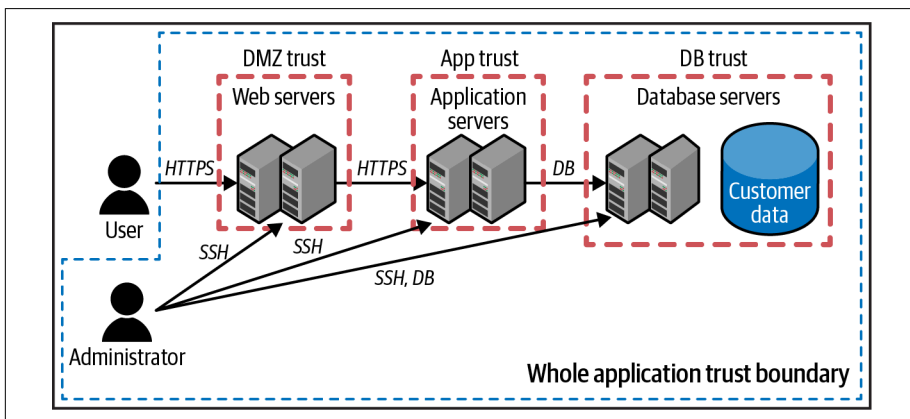 DMZ trust
App trust
DB trust
Web servers
Application
servers
Database servers
HTTPS
HTTPS
DB
Customer
data
User
SSH
SSH
SSH, DB
Administrator
Whole application trust boundary